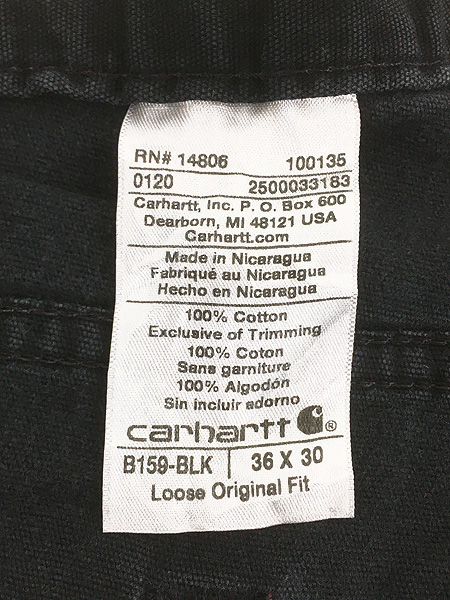 RN# 14806 100135
0120 2500033183
Carhartt, Inc. P. O. Box 600
Dearborn, MI 48121 USA
Carhartt.com
Made in Nicaragua
Fabriqué au Nicaragua
Hecho en Nicaragua
100% Cotton
Exclusive of Trimming
100% Coton
Sans garniture
100% Algodón
Sin incluir adorno
carhartt ®
B159-BLK 36 X 30
Loose Original Fit